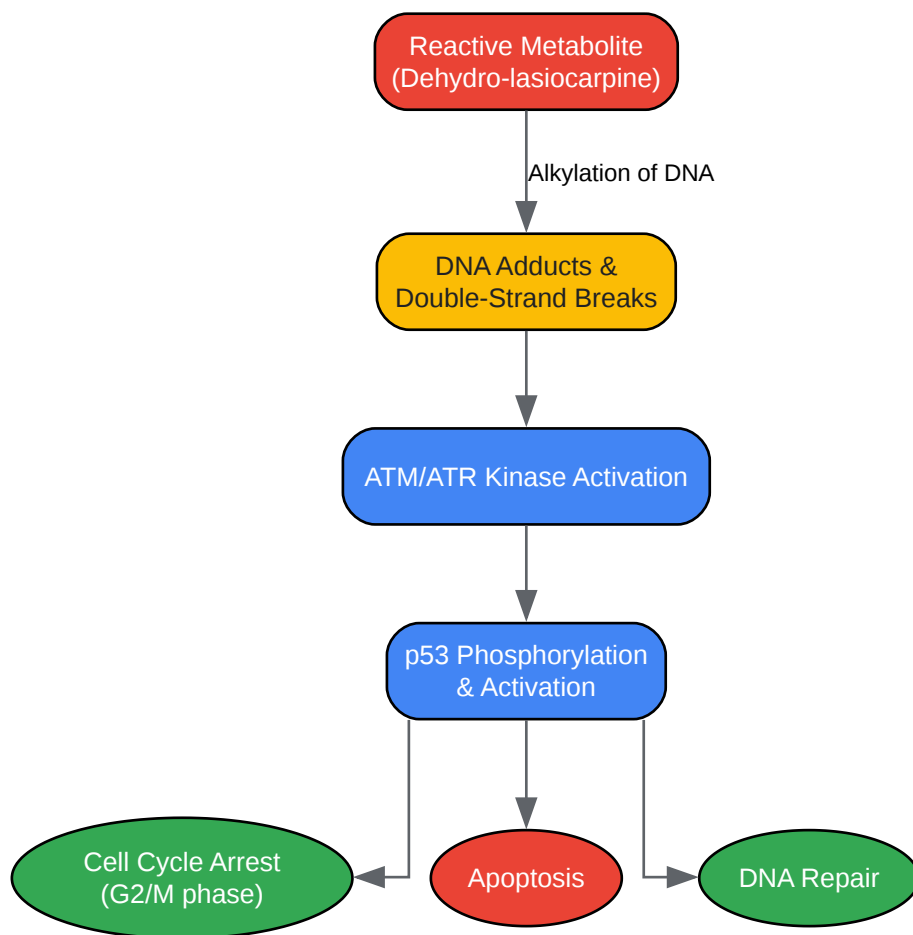 Reactive Metabolite
(Dehydro-lasiocarpine)
Alkylation of DNA
DNA Adducts &
Double-Strand Breaks
ATM/ATR Kinase Activation
p53 Phosphorylation
& Activation
Cell Cycle Arrest
(G2/M phase)
Apoptosis
DNA Repair